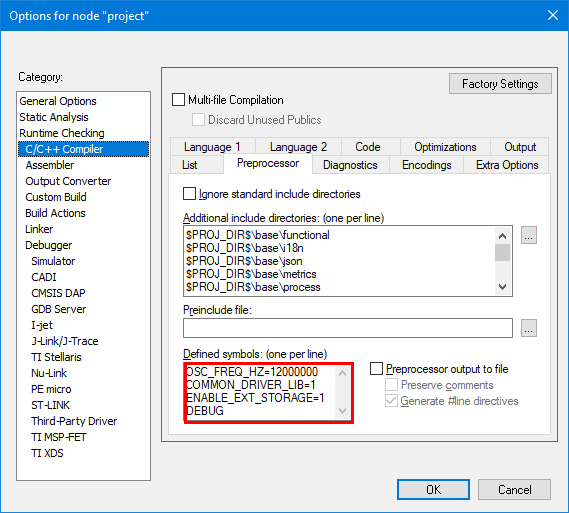 Options for node "project"
Category:
General Options
Static Analysis
Runtime Checking
C/C++ Compiler
Assembler
Output Converter
Custom Build
Build Actions
Linker
Debugger
Simulator
CADI
CMSIS DAP
GDB Server
I-jet
J-Link/J-Trace
TI Stellaris
Nu-Link
PE micro
ST-LINK
Third-Party Driver
TI MSP-FET
TI XDS
Factory Settings
Multi-file Compilation
Discard Unused Publics
Language 1 Language 2 Code Optimizations Output
List Preprocessor Diagnostics Encodings Extra Options
Ignore standard include directories
Additional include directories: (one per line)
$PROJ_DIR$\base\functional
$PROJ_DIR$\base\i18n
$PROJ_DIR$\base\json
$PROJ_DIR$\base\metrics
$PROJ_DIR$\base\process
...
Preinclude file:
...
Defined symbols: (one per line)
OSC_FREQ_HZ=12000000
COMMON_DRIVER_LIB=1
ENABLE_EXT_STORAGE=1
DEBUG
Preprocessor output to file
Preserve comments
Generate #line directives
OK Cancel